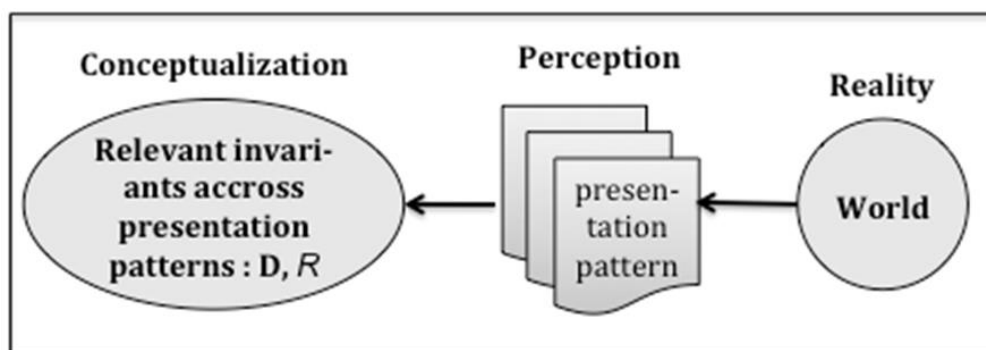 Conceptualization
Relevant invari-
ants accross
presentation
patterns : D, R
Perception
presen-
tation
pattern
Reality
World